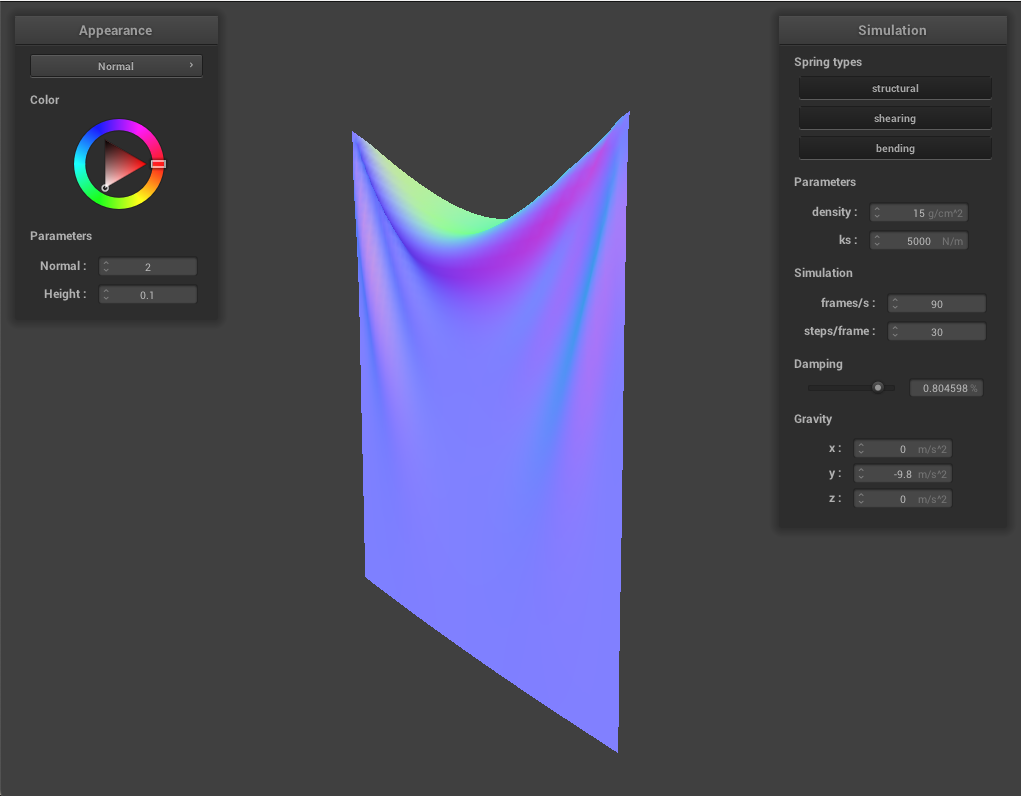 Appearance
Normal
Color
Parameters
Normal : 2
Height : 0.1
Simulation
Spring types
structural
shearing
bending
Parameters
density : 15 g/cm^2
ks : 5000 N/m
Simulation
frames/s : 90
steps/frame : 30
Damping
0.804598 %
Gravity
x : 0 m/s^2
y : -9.8 m/s^2
z : 0 m/s^2